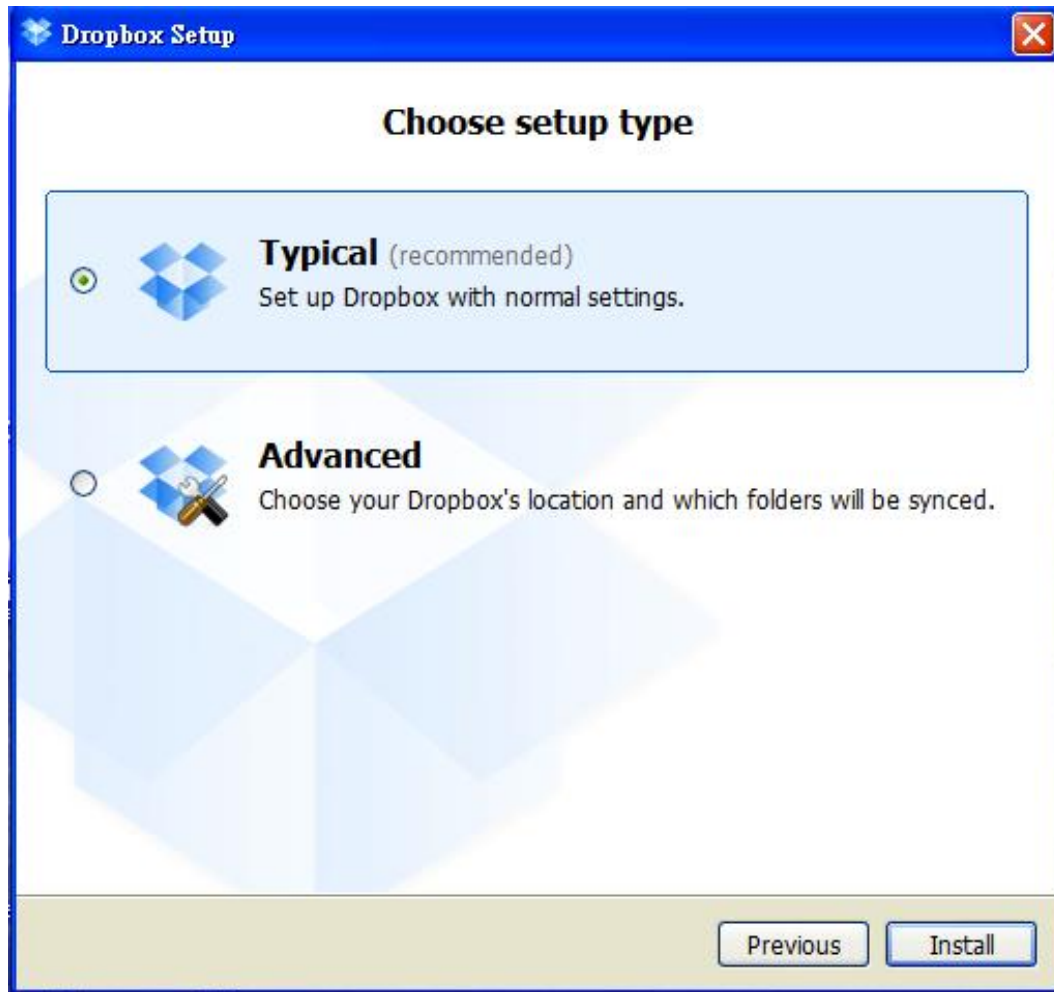 Dropbox Setup
Choose setup type
Typical (recommended)
Set up Dropbox with normal settings.
Advanced
Choose your Dropbox's location and which folders will be synced.
Previous
Install